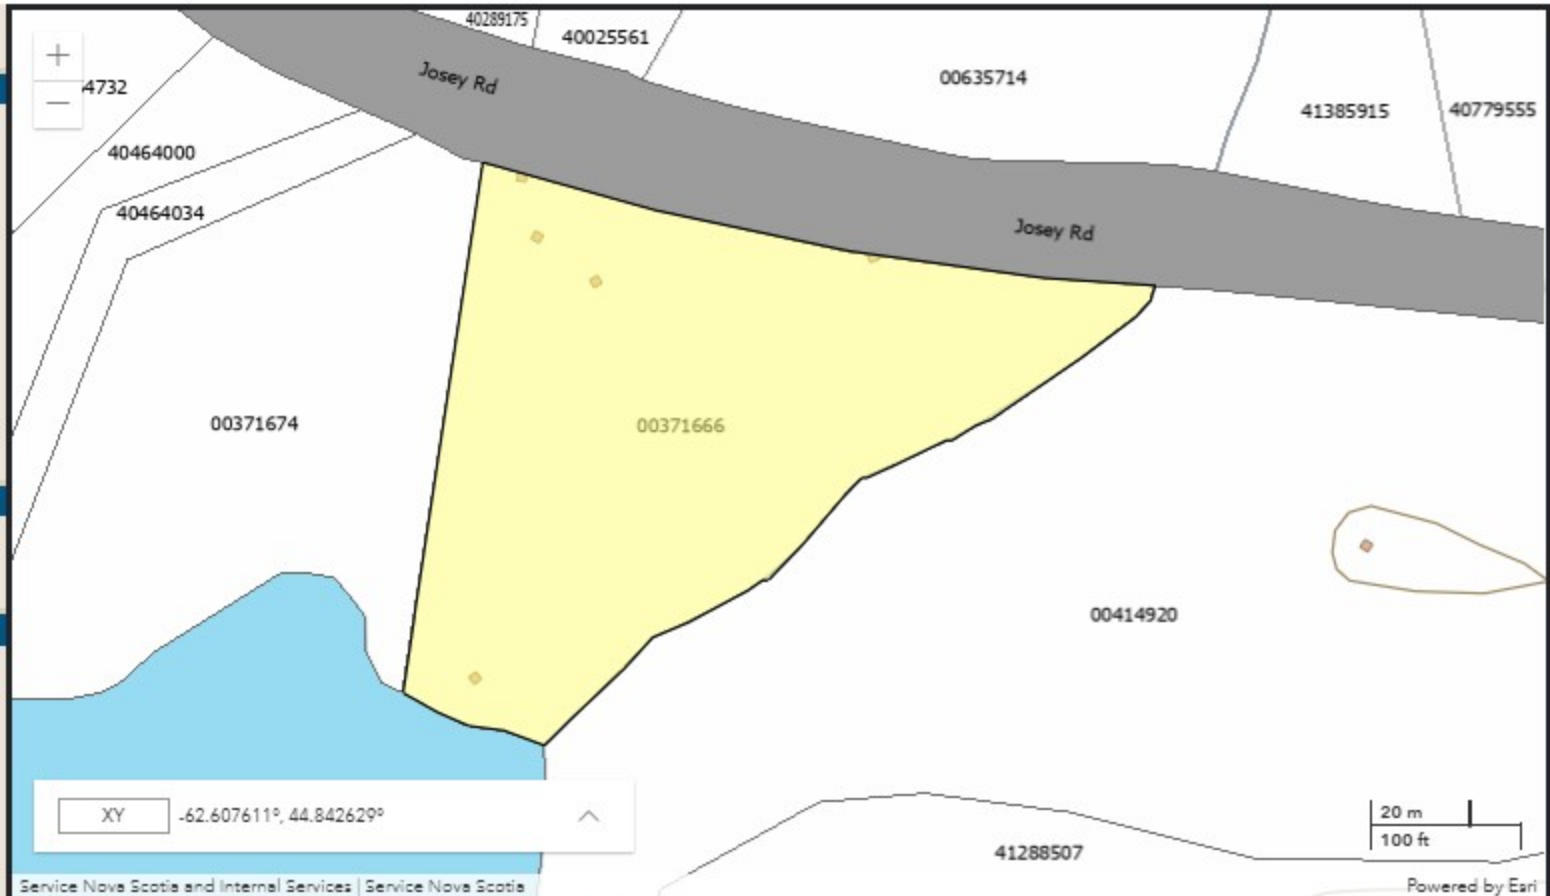 40289175
40025561
Josey Rd
00635714
4732
41385915
40779555
40464000
40464034
Josey Rd
00371674
00371666
00414920
XY
-62.607611°, 44.842629°
20 m
100 ft
41288507
Service Nova Scotia and Internal Services | Service Nova Scotia
Powered by Esri